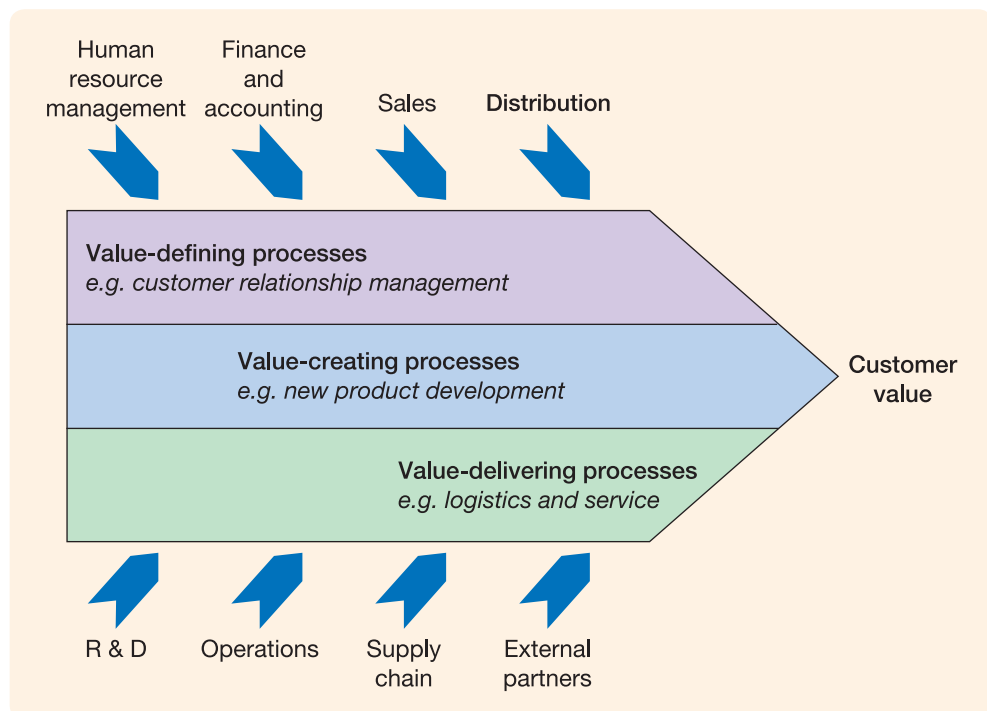 Human
resource
management
Finance
and
accounting
Sales
Distribution
Value-defining processes
e.g. customer relationship management
Value-creating processes
e.g. new product development
Value-delivering processes
e.g. logistics and service
Customer
value
R & D
Operations
Supply
chain
External
partners